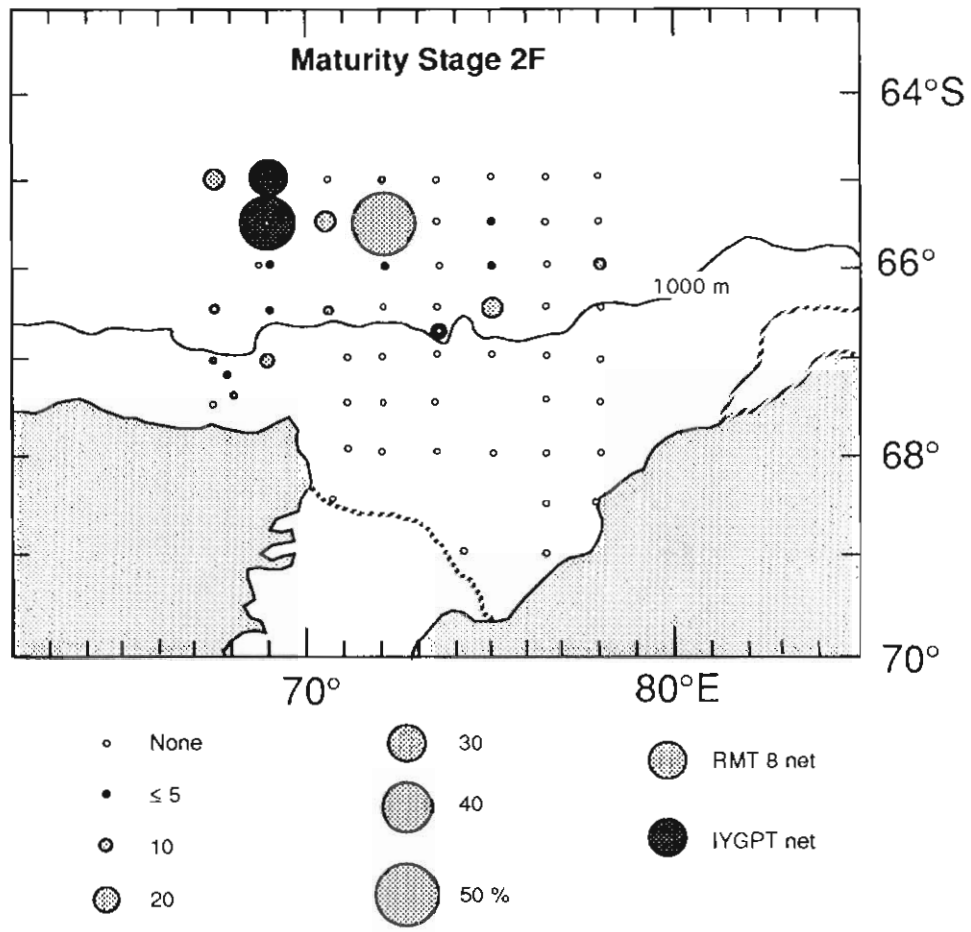 Maturity Stage 2F
64°S
66°
1000 m
68°
70°
70°
80°E
None
≤ 5
10
20
30
40
50 %
RMT 8 net
IYGPT net